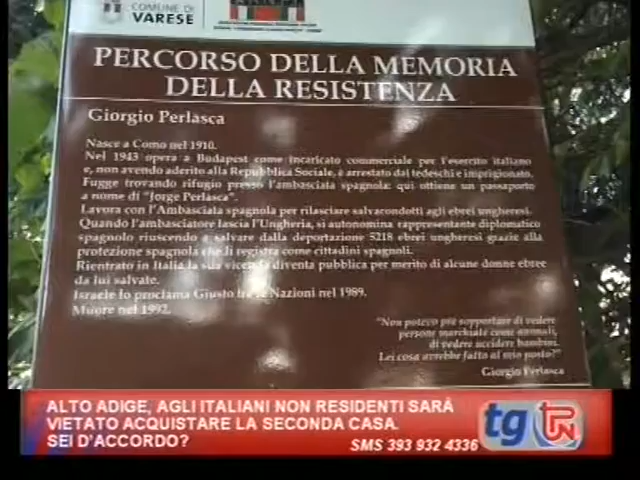 COMUNE DI
VARESE
PERCORSO DELLA MEMORIA
DELLA RESISTENZA
Giorgio Perlasca
Nasce a Como nel 1910.
Nel 1943 opera a Budapest come incaricato commerciale per l'esercito italiano
e, non avendo aderito alla Repubblica Sociale, è arrestato dai tedeschi e imprigionato.
Fugge trovando rifugio presso l'ambasciata spagnola: qui ottiene un passaporto
a nome di "Jorge Perlasca".
Lavora con l'Ambasciata spagnola per rilasciare salvacondotti agli ebrei ungheresi.
Quando l'ambasciatore lascia l'Ungheria, si autonomina rappresentante diplomatico
spagnolo riuscendo a salvare dalla deportazione 5218 ebrei ungheresi grazie alla
protezione spagnola che li registra come cittadini spagnoli.
Rientrato in Italia la sua vicenda diventa pubblica per merito di alcune donne ebree
da lui salvate.
Israele lo proclama Giusto fra le Nazioni nel 1989.
Muore nel 1992.
"Non potevo più sopportare di vedere
persone marchiate come animali,
di vedere uccidere bambini.
Lei cosa avrebbe fatto al mio posto?"
Giorgio Perlasca
ALTO ADIGE, AGLI ITALIANI NON RESIDENTI SARÀ
VIETATO ACQUISTARE LA SECONDA CASA.
SEI D'ACCORDO?
SMS 393 932 4336
tg